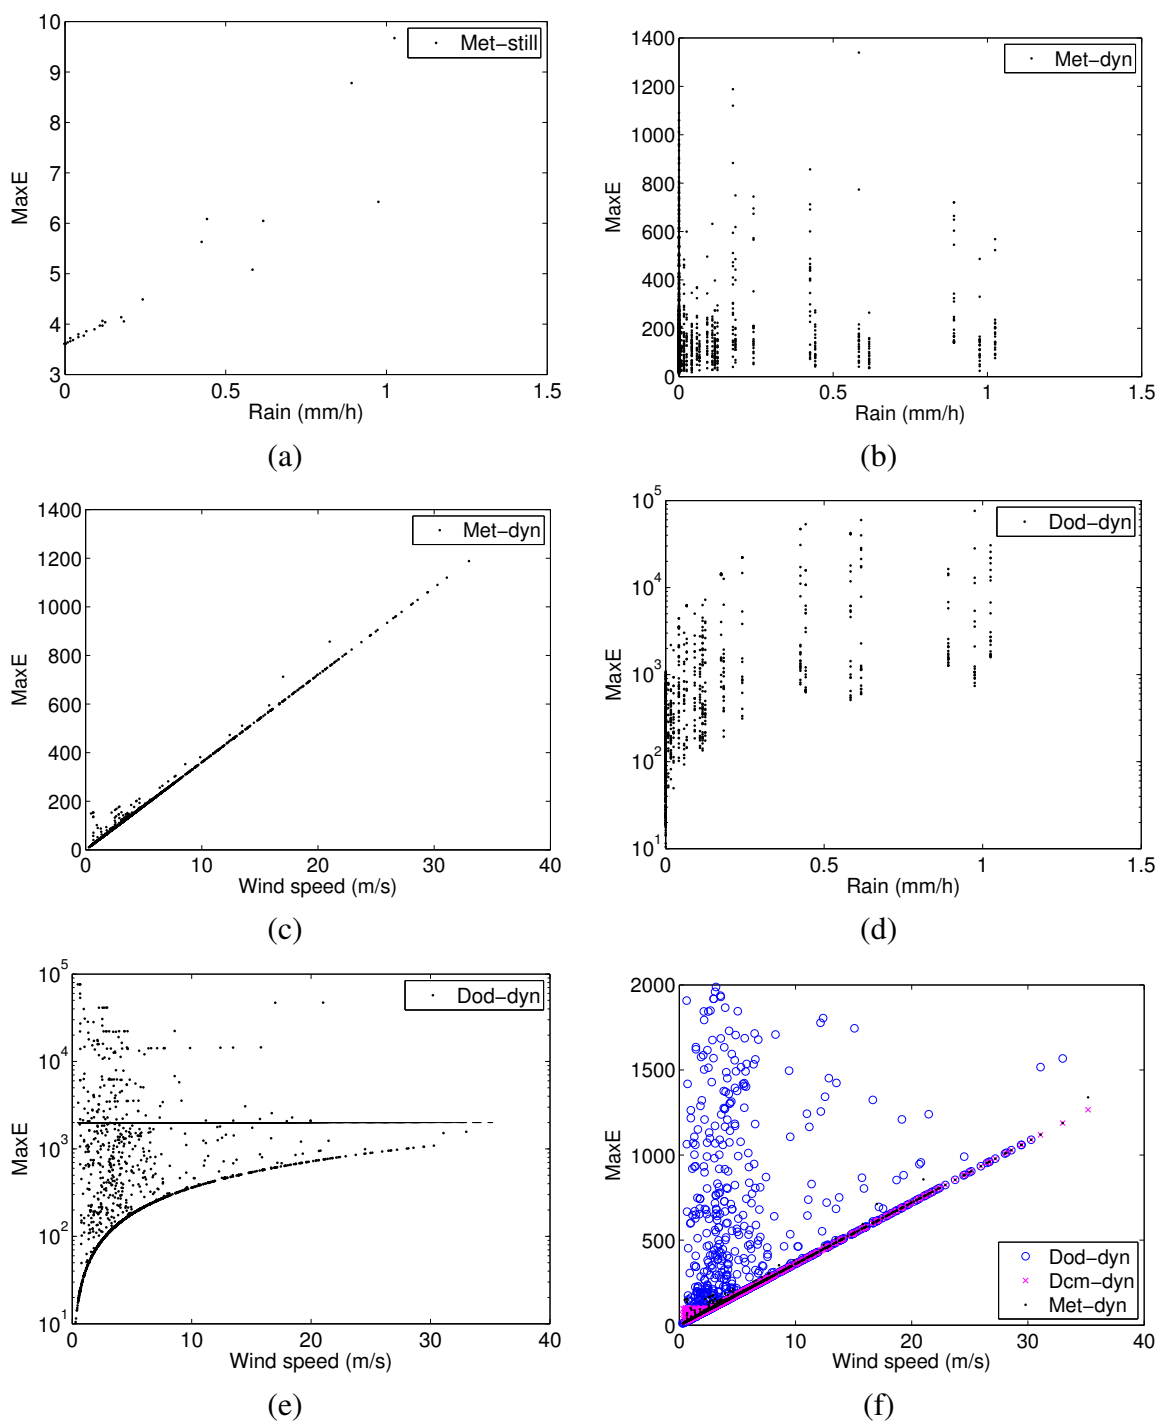 10
9
8
7
6
5
4
3
MaxE
0 0.5 1 1.5
Rain (mm/h)
Met−still
(a)
1400
1200
1000
800
600
400
200
0
MaxE
0 0.5 1 1.5
Rain (mm/h)
Met−dyn
(b)
1400
1200
1000
800
600
400
200
0
MaxE
0 10 20 30 40
Wind speed (m/s)
Met−dyn
(c)
10^5
10^4
10^3
10^2
10^1
MaxE
0 0.5 1 1.5
Rain (mm/h)
Dod−dyn
(d)
10^5
10^4
10^3
10^2
10^1
MaxE
0 10 20 30 40
Wind speed (m/s)
Dod−dyn
(e)
2000
1500
1000
500
0
MaxE
0 10 20 30 40
Wind speed (m/s)
Dod−dyn
Dcm−dyn
Met−dyn
(f)